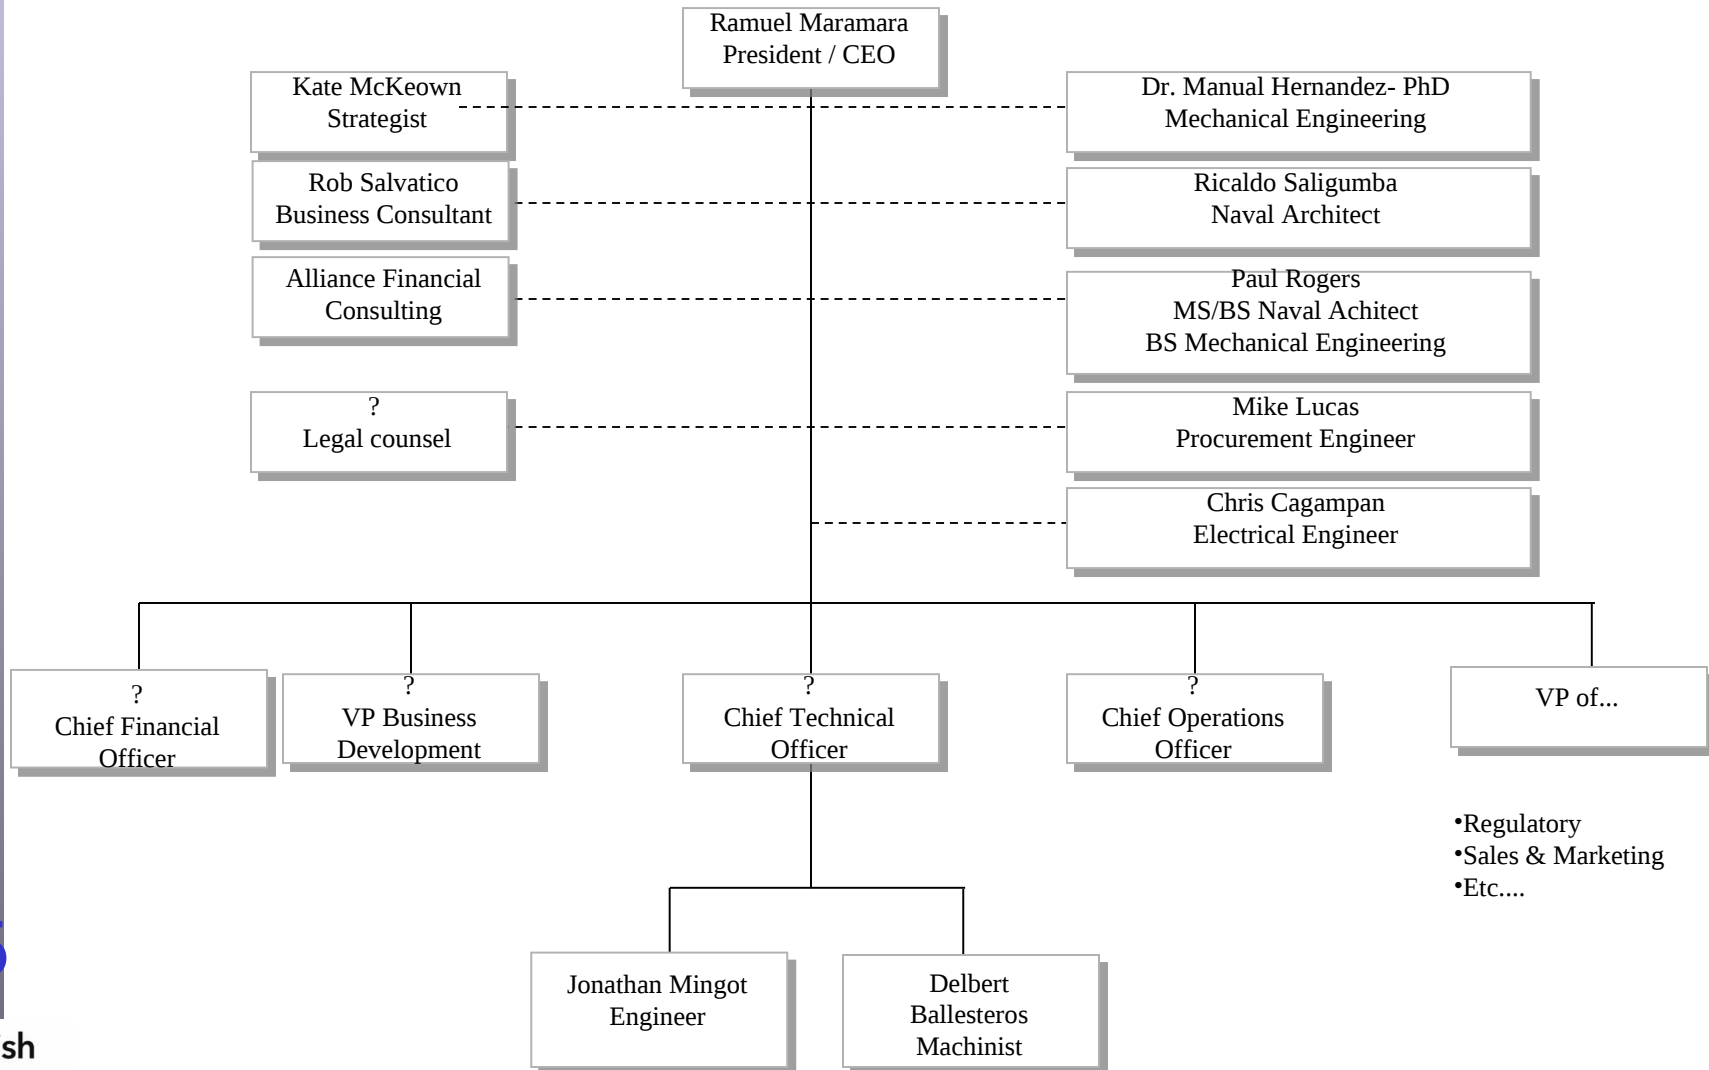 Ramuel Maramara
President / CEO
Kate McKeown
Strategist
Dr. Manual Hernandez- PhD
Mechanical Engineering
Rob Salvatico
Business Consultant
Ricaldo Saligumba
Naval Architect
Alliance Financial
Consulting
Paul Rogers
MS/BS Naval Achitect
BS Mechanical Engineering
?
Legal counsel
Mike Lucas
Procurement Engineer
Chris Cagampan
Electrical Engineer
?
Chief Financial
Officer
?
VP Business
Development
?
Chief Technical
Officer
?
Chief Operations
Officer
VP of...
•Regulatory
•Sales & Marketing
•Etc....
Jonathan Mingot
Engineer
Delbert
Ballesteros
Machinist
sh